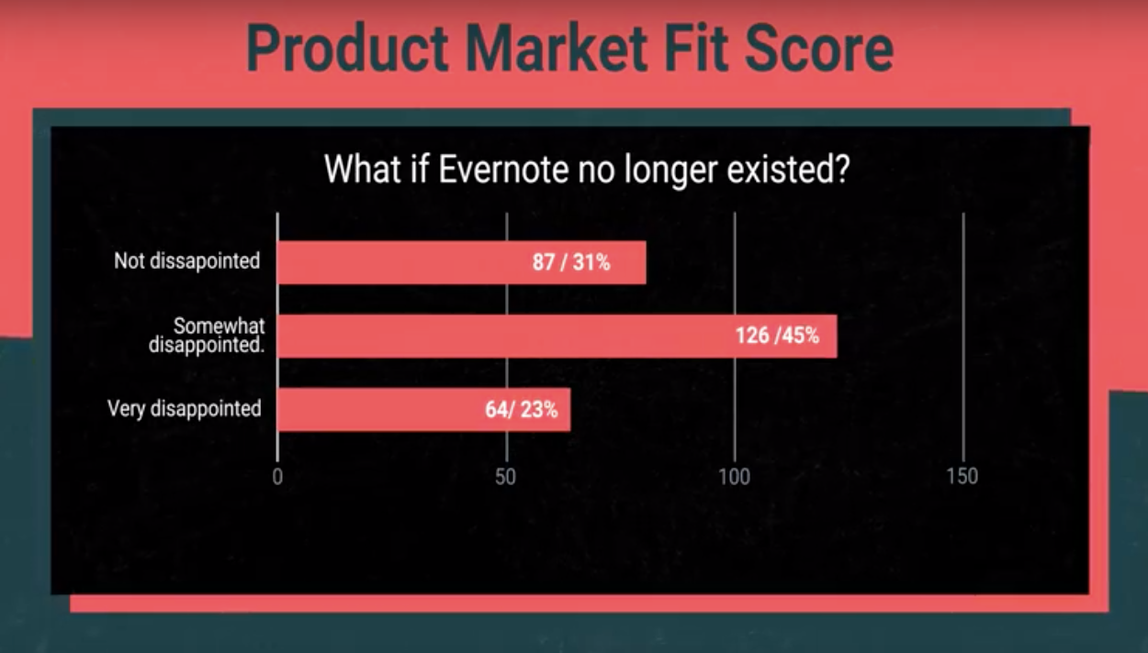 Product Market Fit Score
What if Evernote no longer existed?
Not dissapointed
87 / 31%
Somewhat
disappointed.
126 /45%
Very disappointed
64/ 23%
0
50
100
150